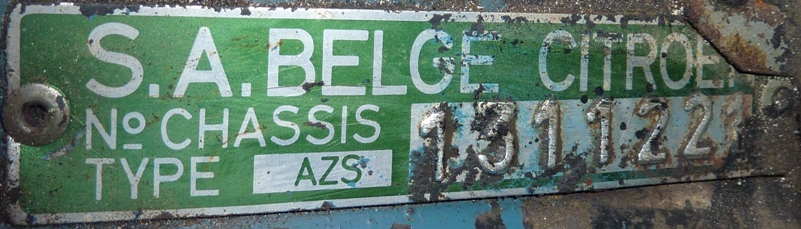 S.A. BELGE CITROEN
No CHASSIS 1311221
TYPE AZS